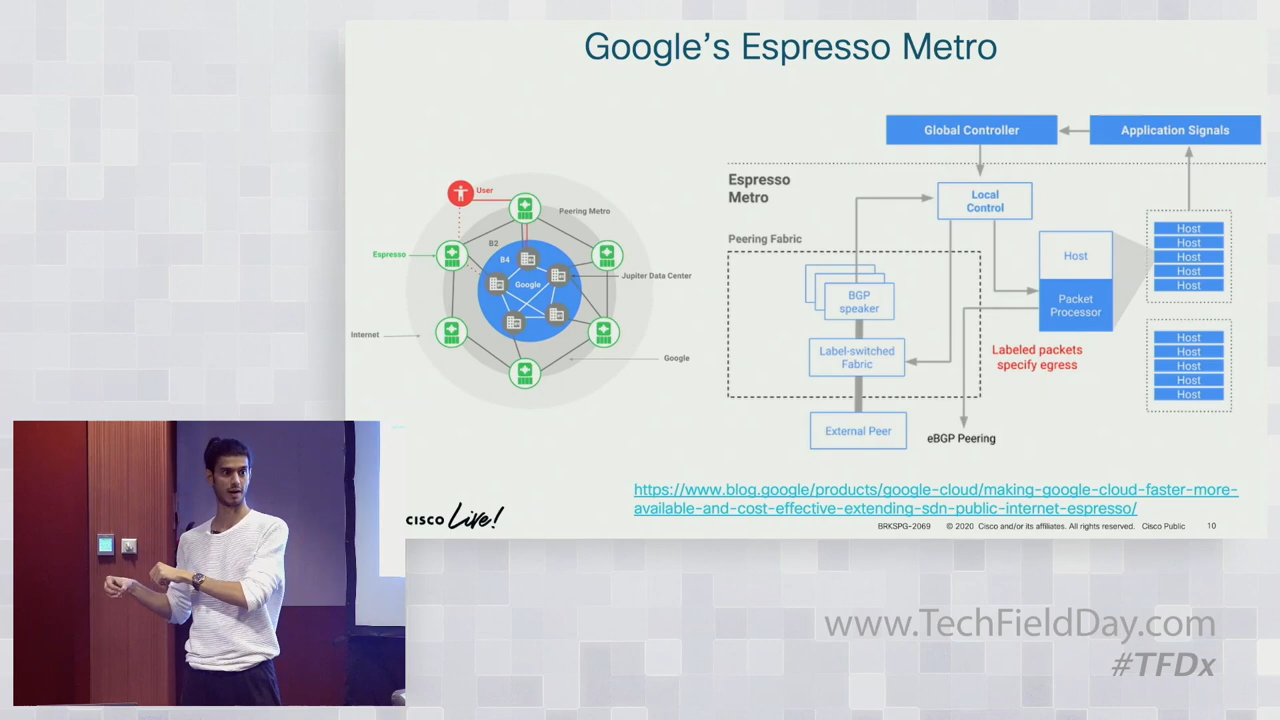 Google's Espresso Metro
User
Peering Metro
B2
Espresso
B4
Google
Jupiter Data Center
Internet
Google
Global Controller
Application Signals
Espresso
Metro
Local
Control
Peering Fabric
BGP
speaker
Label-switched
Fabric
External Peer
Host
Packet
Processor
Labeled packets
specify egress
eBGP Peering
Host
Host
Host
Host
Host
Host
Host
Host
Host
Host
https://www.blog.google/products/google-cloud/making-google-cloud-faster-more-
available-and-cost-effective-extending-sdn-public-internet-espresso/
CISCO Live!
BRKSPG-2069 © 2020 Cisco and/or its affiliates. All rights reserved. Cisco Public 10
www.TechFieldDay.com
#TFDx